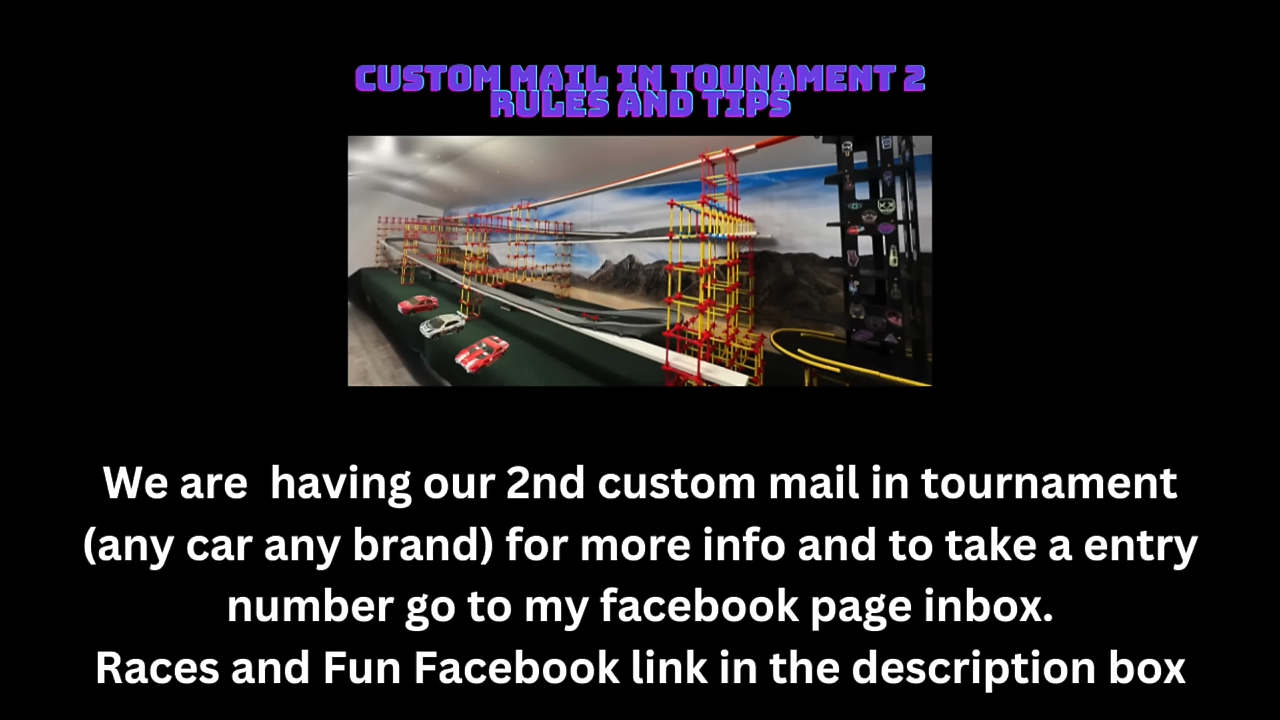 CUSTOM MAIL IN TOUNAMENT 2
RULES AND TIPS
We are  having our 2nd custom mail in tournament
(any car any brand) for more info and to take a entry
number go to my facebook page inbox.
Races and Fun Facebook link in the description box